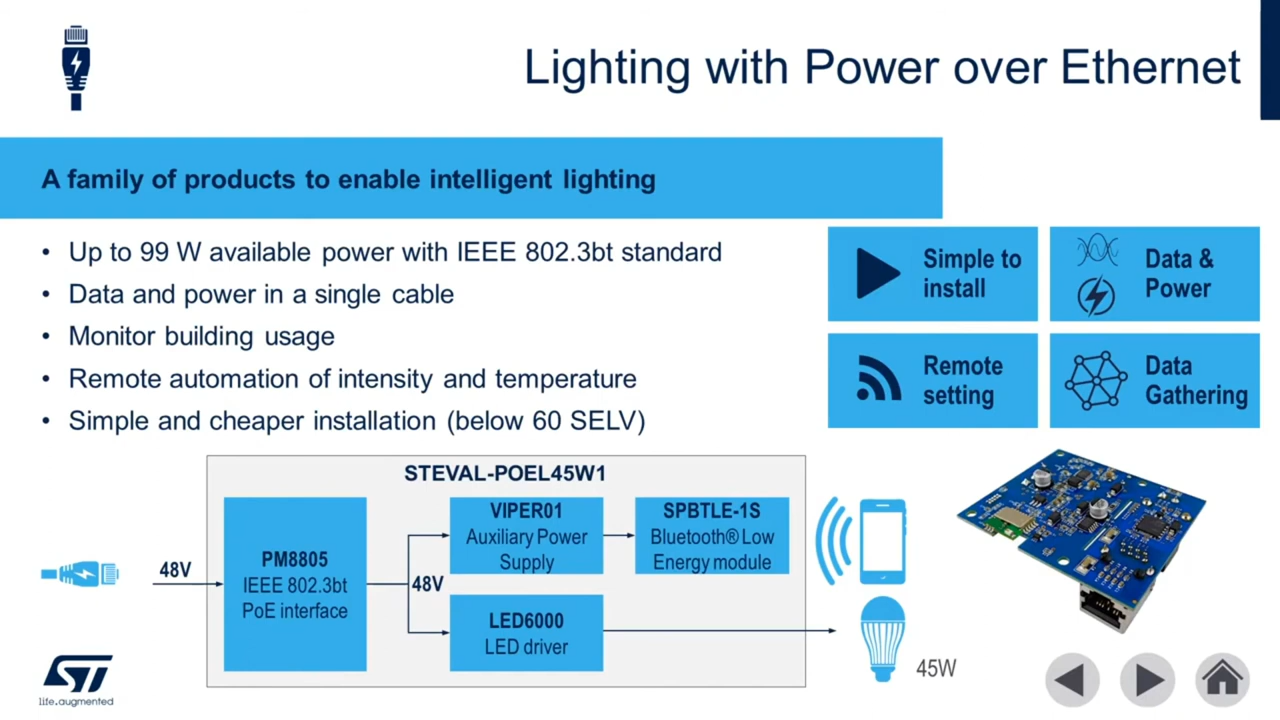 Lighting with Power over Ethernet
A family of products to enable intelligent lighting
• Up to 99 W available power with IEEE 802.3bt standard
• Data and power in a single cable
• Monitor building usage
• Remote automation of intensity and temperature
• Simple and cheaper installation (below 60 SELV)
Simple to
install
Data &
Power
Remote
setting
Data
Gathering
STEVAL-POEL45W1
48V
PM8805
IEEE 802.3bt
PoE interface
48V
VIPER01
Auxiliary Power
Supply
SPBTLE-1S
Bluetooth® Low
Energy module
LED6000
LED driver
45W
ST
life.augmented